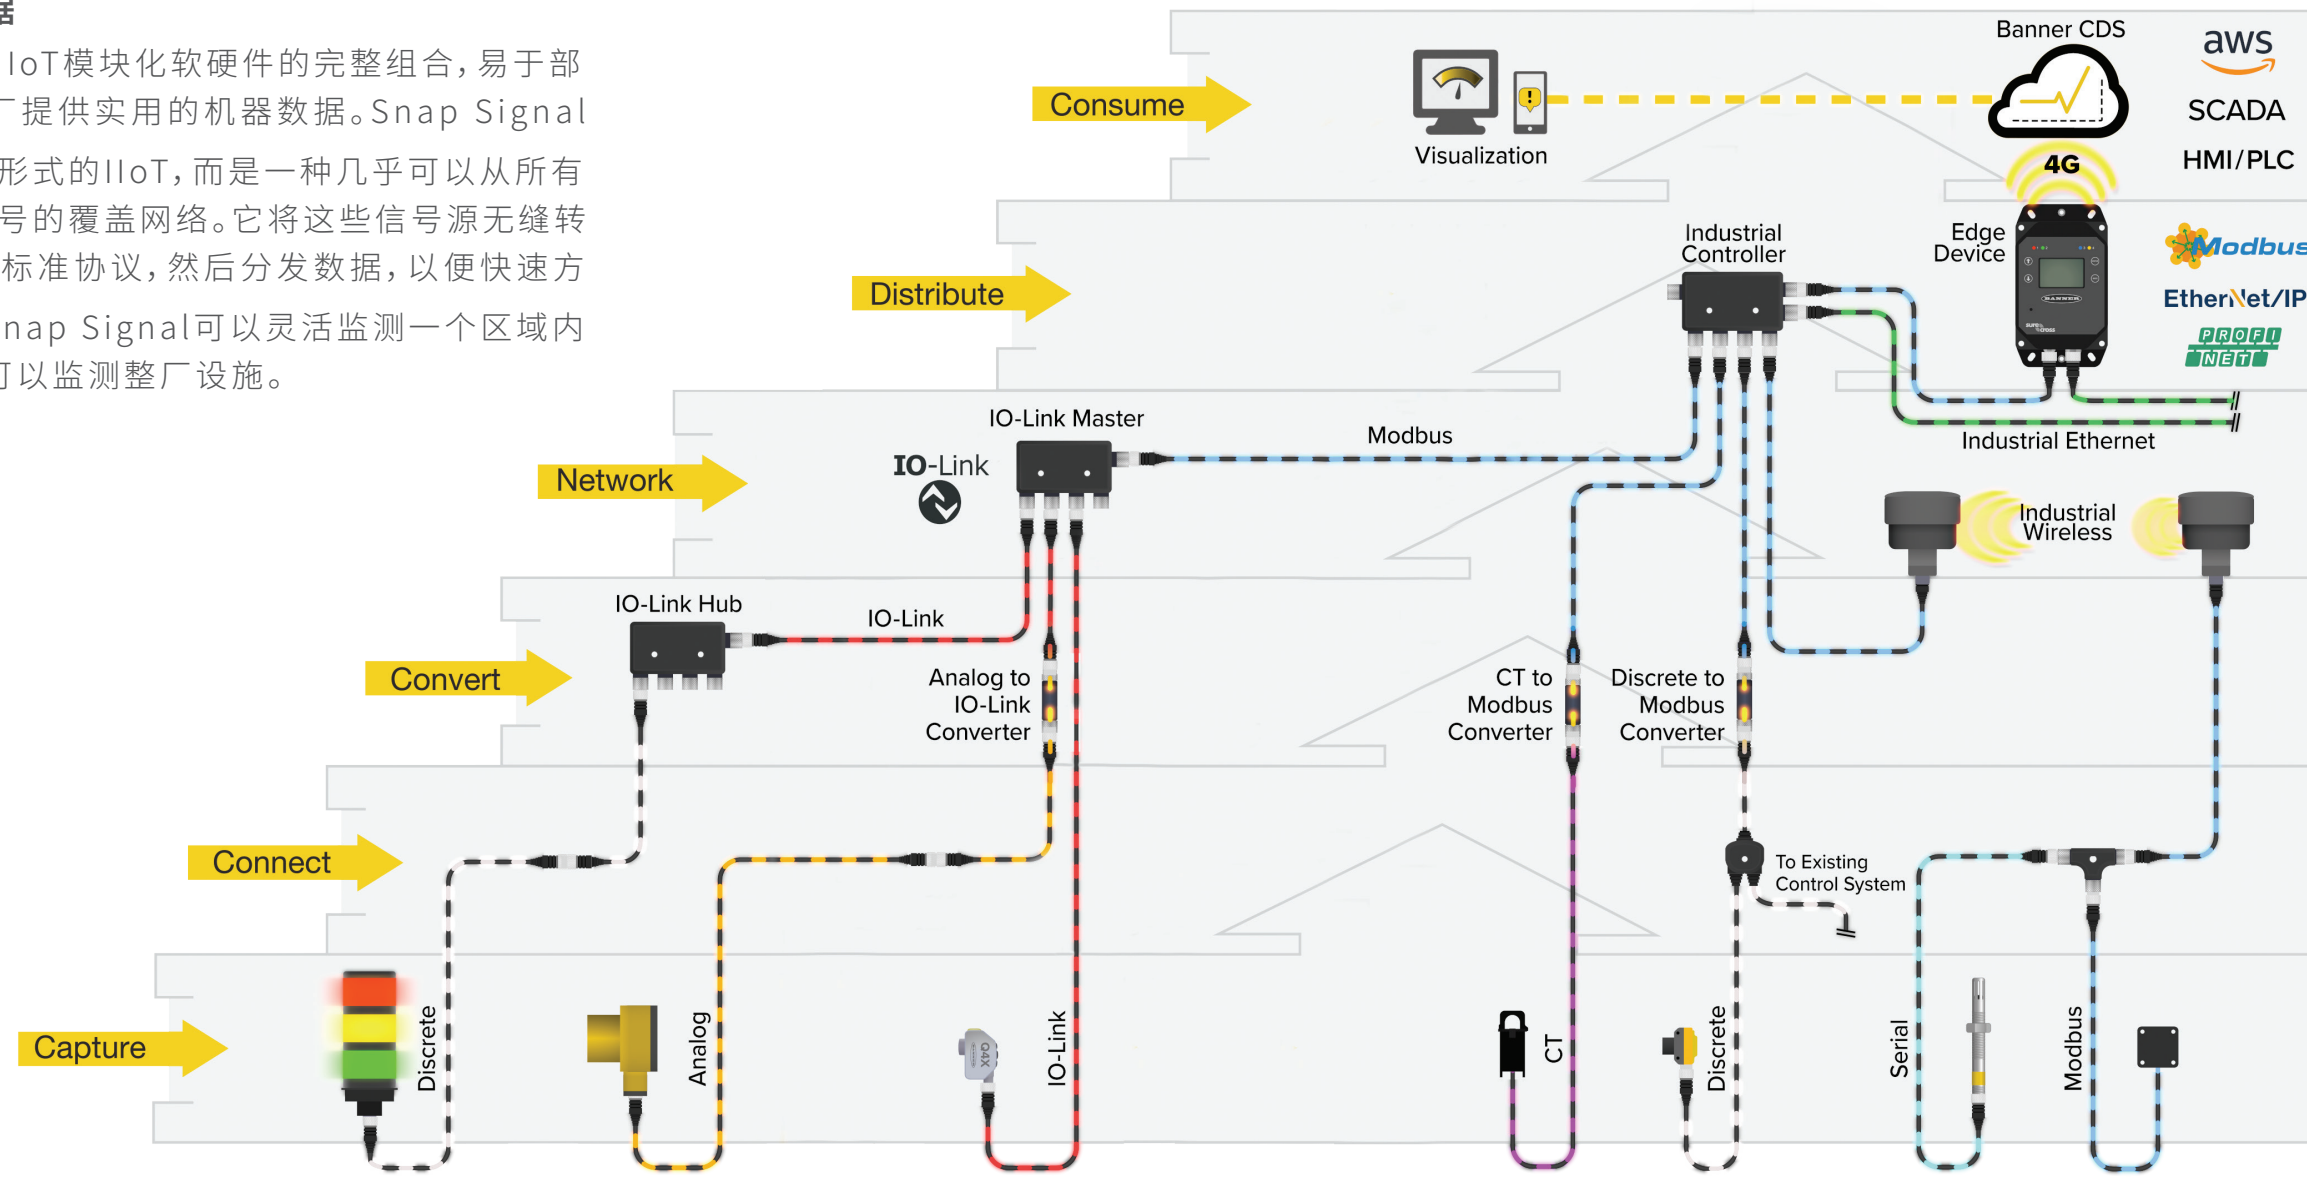 据
IoT模块化软硬件的完整组合，易于部
厂提供实用的机器数据。Snap Signal
形式的IIoT，而是一种几乎可以从所有
号的覆盖网络。它将这些信号源无缝转
标准协议，然后分发数据，以便快速方
Snap Signal可以灵活监测一个区域内
可以监测整厂设施。
Consume
Visualization
Banner CDS
4G
aws
SCADA
HMI/PLC
Distribute
Industrial
Controller
Edge
Device
BANNER
Modbus
EtherNet/IP
PROFI
NET
Industrial Ethernet
Network
IO-Link
IO-Link Master
Modbus
Industrial
Wireless
Convert
IO-Link Hub
IO-Link
Analog to
IO-Link
Converter
CT to
Modbus
Converter
Discrete to
Modbus
Converter
Connect
To Existing
Control System
Capture
Discrete
Analog
Q4X
IO-Link
CT
Discrete
Serial
Modbus